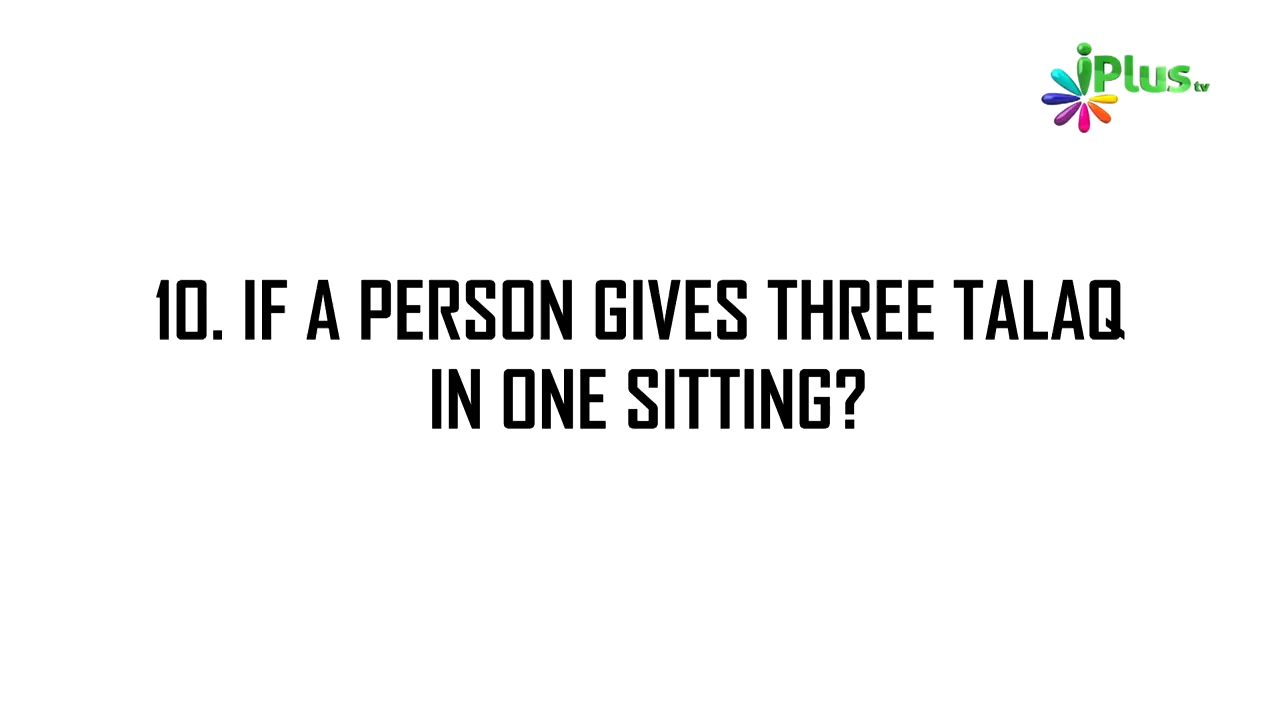 iPlus tv
10. IF A PERSON GIVES THREE TALAQ
IN ONE SITTING?